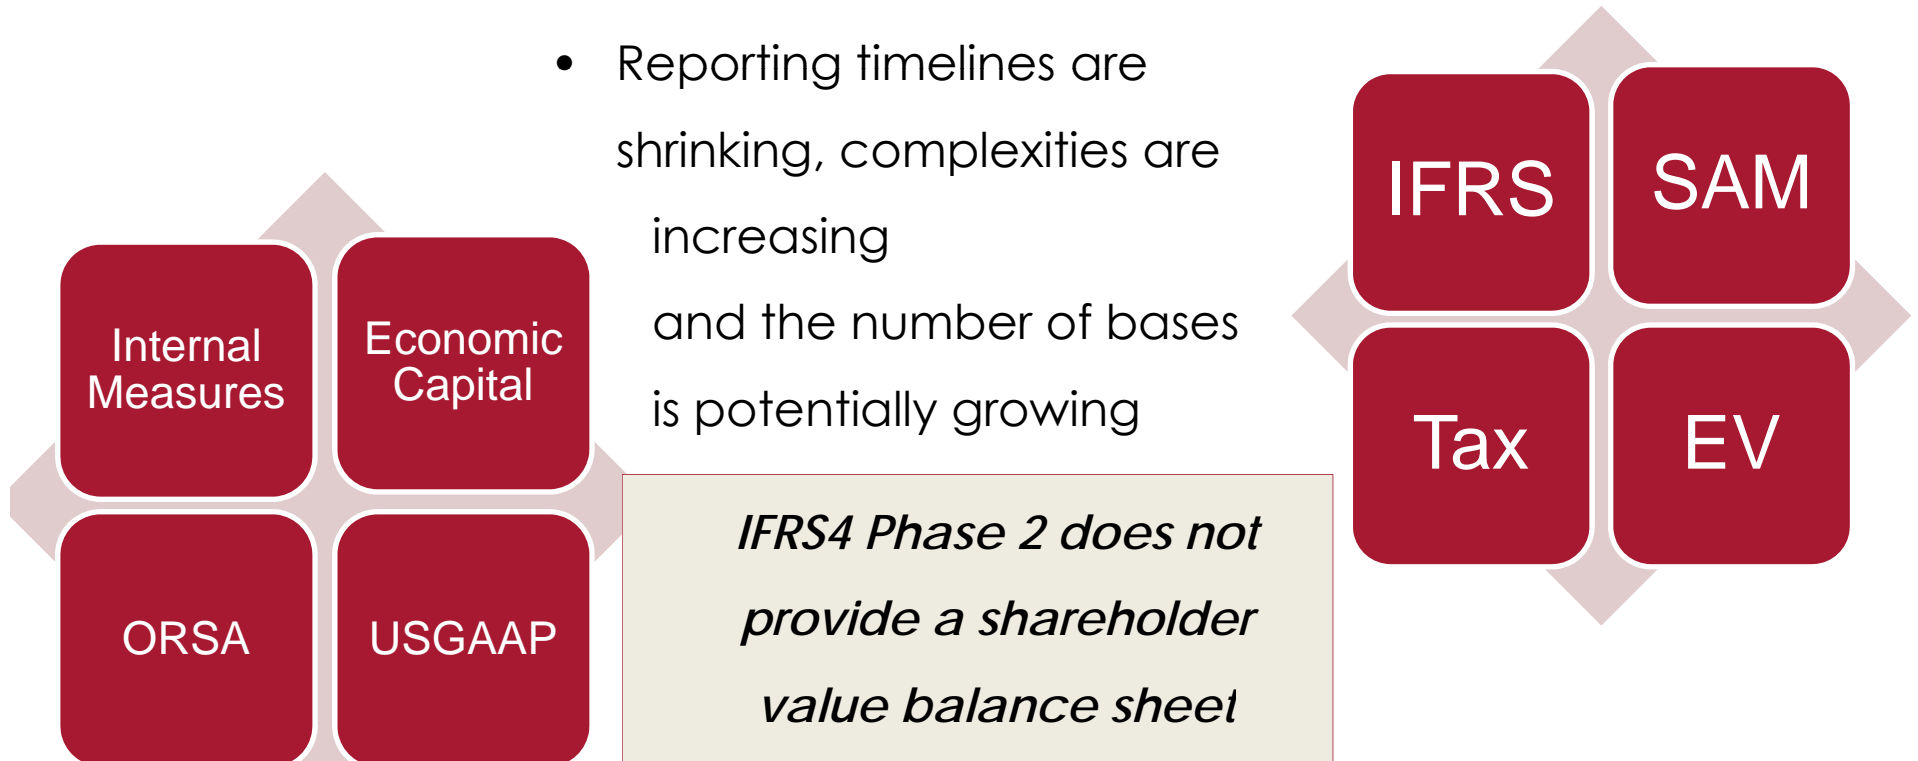 • Reporting timelines are
shrinking, complexities are
increasing
and the number of bases
is potentially growing
Internal
Measures
Economic
Capital
ORSA
USGAAP
IFRS4 Phase 2 does not
provide a shareholder
value balance sheet
IFRS
SAM
Tax
EV